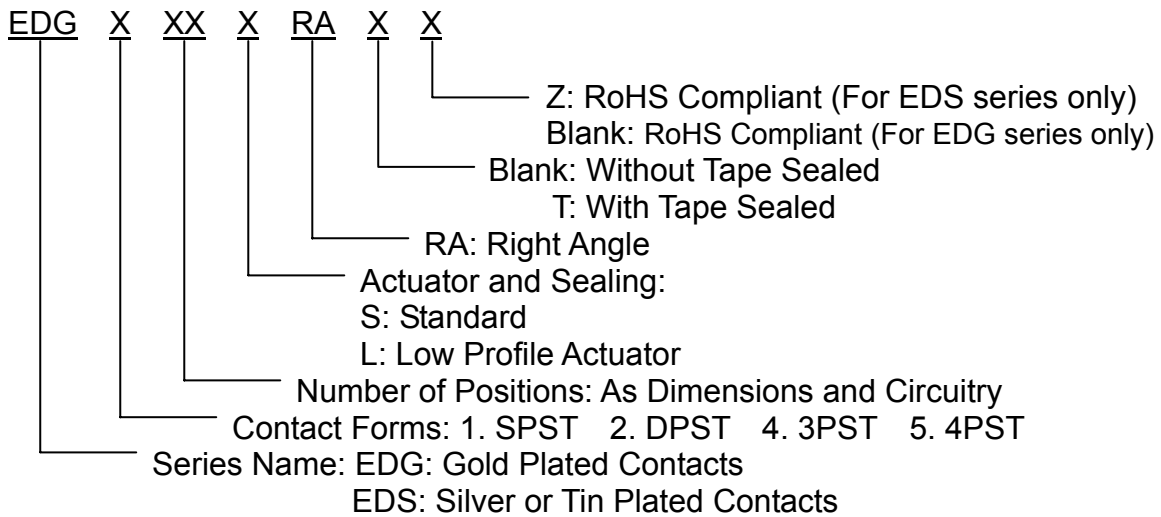 EDG X XX X RA X X
Z: RoHS Compliant (For EDS series only)
Blank: RoHS Compliant (For EDG series only)
Blank: Without Tape Sealed
T: With Tape Sealed
RA: Right Angle
Actuator and Sealing:
S: Standard
L: Low Profile Actuator
Number of Positions: As Dimensions and Circuitry
Contact Forms: 1. SPST 2. DPST 4. 3PST 5. 4PST
Series Name: EDG: Gold Plated Contacts
EDS: Silver or Tin Plated Contacts